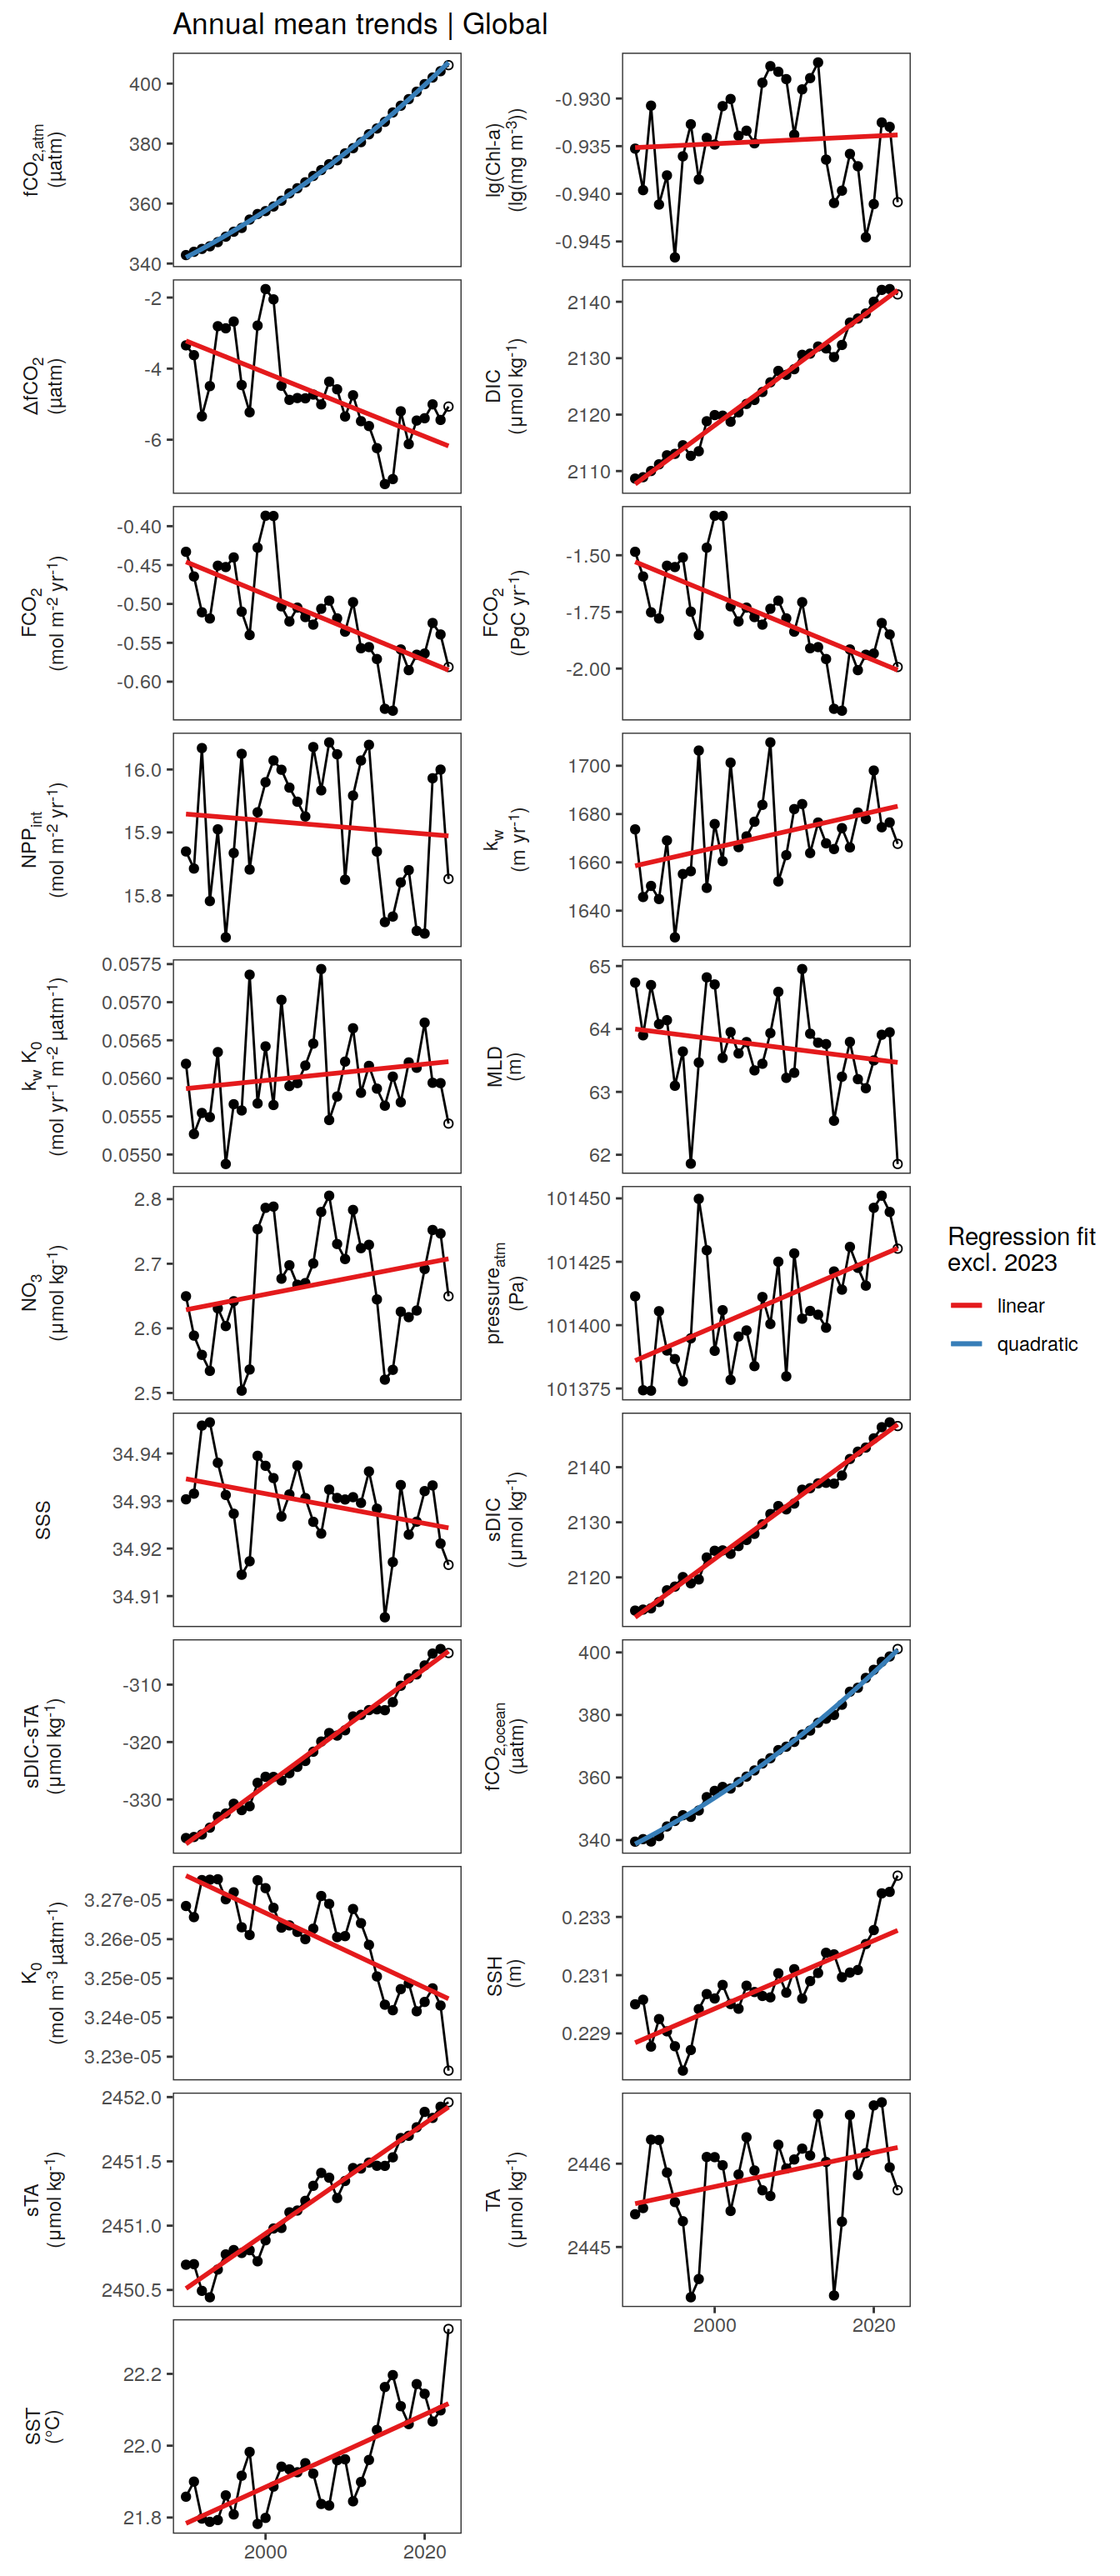 Annual mean trends | Global
fCO2,atm
(µatm)
400
380
360
340
lg(Chl-a)
(lg(mg m-3))
-0.930
-0.935
-0.940
-0.945
ΔfCO2
(µatm)
-2
-4
-6
DIC
(µmol kg-1)
2140
2130
2120
2110
FCO2
(mol m-2 yr-1)
-0.40
-0.45
-0.50
-0.55
-0.60
FCO2
(PgC yr-1)
-1.50
-1.75
-2.00
NPPint
(mol m-2 yr-1)
16.0
15.9
15.8
kw
(m yr-1)
1700
1680
1660
1640
kw K0
(mol yr-1 m-2 µatm-1)
0.0575
0.0570
0.0565
0.0560
0.0555
0.0550
MLD
(m)
65
64
63
62
NO3
(µmol kg-1)
2.8
2.7
2.6
2.5
pressureatm
(Pa)
101450
101425
101400
101375
Regression fit
excl. 2023
linear
quadratic
SSS
34.94
34.93
34.92
34.91
sDIC
(µmol kg-1)
2140
2130
2120
sDIC-sTA
(µmol kg-1)
-310
-320
-330
fCO2,ocean
(µatm)
400
380
360
340
K0
(mol m-3 µatm-1)
3.27e-05
3.26e-05
3.25e-05
3.24e-05
3.23e-05
SSH
(m)
0.233
0.231
0.229
sTA
(µmol kg-1)
2452.0
2451.5
2451.0
2450.5
TA
(µmol kg-1)
2446
2445
2000
2020
SST
(°C)
22.2
22.0
21.8
2000
2020